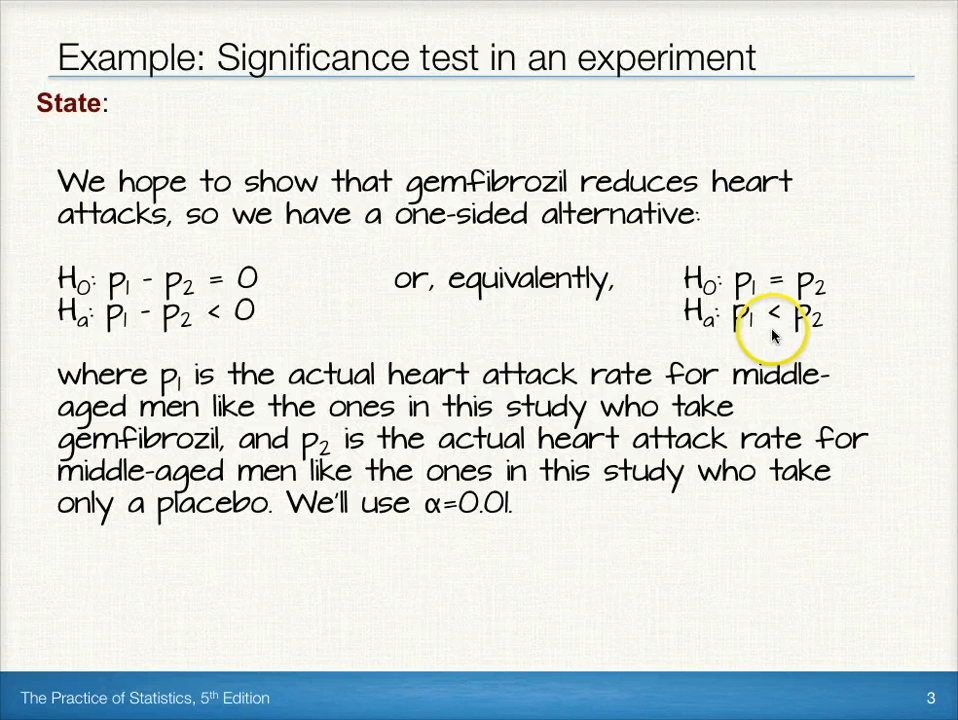 Example: Significance test in an experiment
State:
We hope to show that gemfibrozil reduces heart
attacks, so we have a one-sided alternative:
H₀: p₁ - p₂ = 0 or, equivalently, H₀: p₁ = p₂
Hₐ: p₁ - p₂ < 0 Hₐ: p₁ < p₂
where p₁ is the actual heart attack rate for middle-
aged men like the ones in this study who take
gemfibrozil, and p₂ is the actual heart attack rate for
middle-aged men like the ones in this study who take
only a placebo. We'll use α=0.01.
The Practice of Statistics, 5th Edition 3